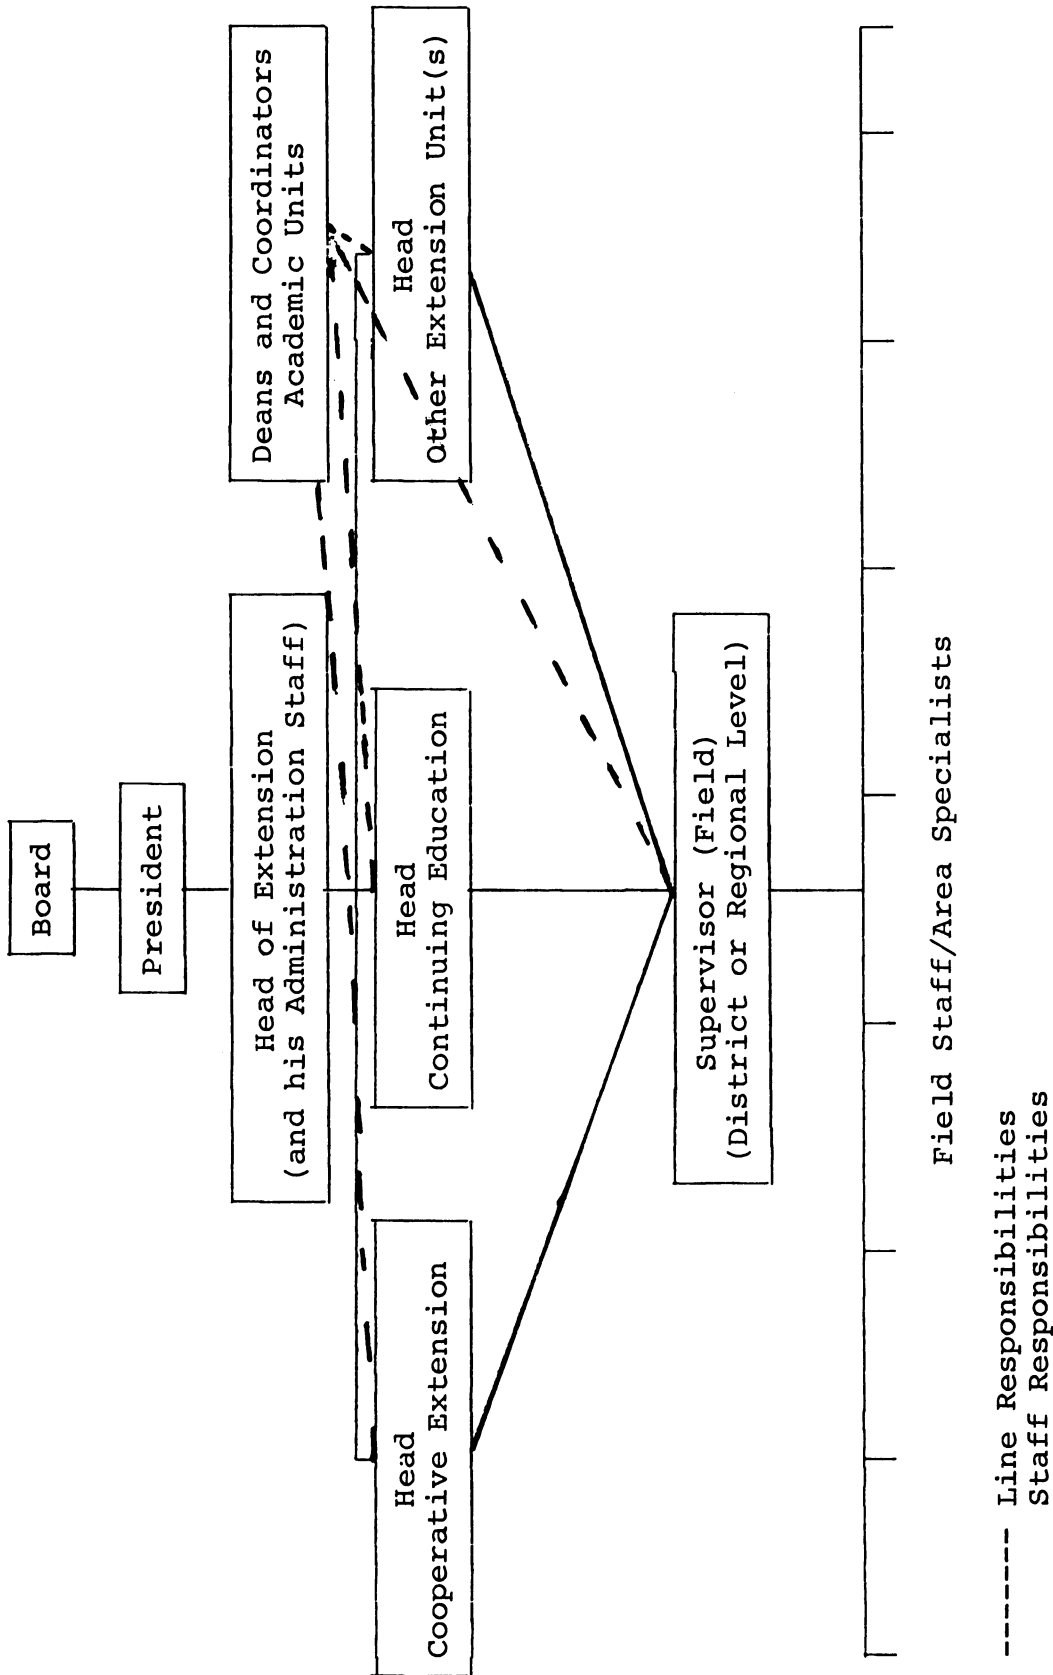 Board
President
Head of Extension
(and his Administration Staff)
Deans and Coordinators
Academic Units
Head
Cooperative Extension
Head
Continuing Education
Head
Other Extension Unit(s)
Supervisor (Field)
(District or Regional Level)
Field Staff/Area Specialists
------- Line Responsibilities
Staff Responsibilities